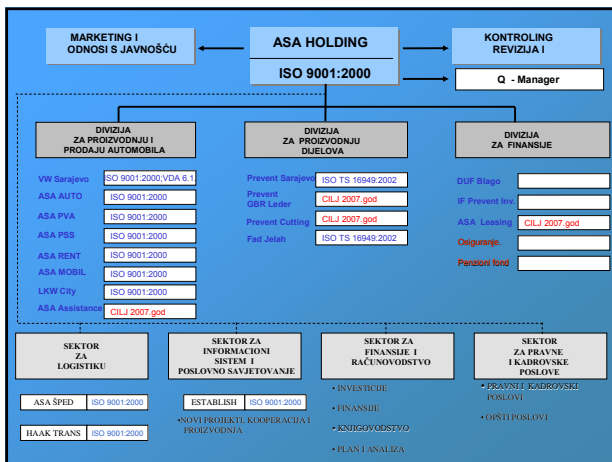 MARKETING I
ODNOSI S JAVNOŠĆU
ASA HOLDING
ISO 9001:2000
KONTROLING
REVIZIJA I
Q - Manager
DIVIZIJA
ZA PROIZVODNJU I
PRODAJU AUTOMOBILA
VW Sarajevo ISO 9001:2000;VDA 6.1.
ASA AUTO ISO 9001:2000
ASA PVA ISO 9001:2000
ASA PSS ISO 9001:2000
ASA RENT ISO 9001:2000
ASA MOBIL ISO 9001:2000
LKW City ISO 9001:2000
ASA Assistance CILJ 2007.god
DIVIZIJA
ZA PROIZVODNJU
DIJELOVA
Prevent Sarajevo ISO TS 16949:2002
Prevent
GBR Leder CILJ 2007.god
Prevent Cutting CILJ 2007.god
Fad Jelah ISO TS 16949:2002
DIVIZIJA
ZA FINANSIJE
DUF Blago
IF Prevent Inv.
ASA Leasing CILJ 2007.god
Osiguranje.
Penzioni fond
SEKTOR
ZA
LOGISTIKU
ASA ŠPED ISO 9001:2000
HAAK TRANS ISO 9001:2000
SEKTOR ZA
INFORMACIONI
SISTEM I
POSLOVNO SAVJETOVANJE
ESTABLISH ISO 9001:2000
•NOVI PROJEKTI, KOOPERACIJA I
PROIZVODNJA
SEKTOR ZA
FINANSIJE I
RAČUNOVODSTVO
• INVESTICIJE
• FINANSIJE
• KNJIGOVODSTVO
• PLAN I ANALIZA
SEKTOR
ZA PRAVNE
I KADROVSKE
POSLOVE
• PRAVNI I KADROVSKI
POSLOVI
• OPŠTI POSLOVI